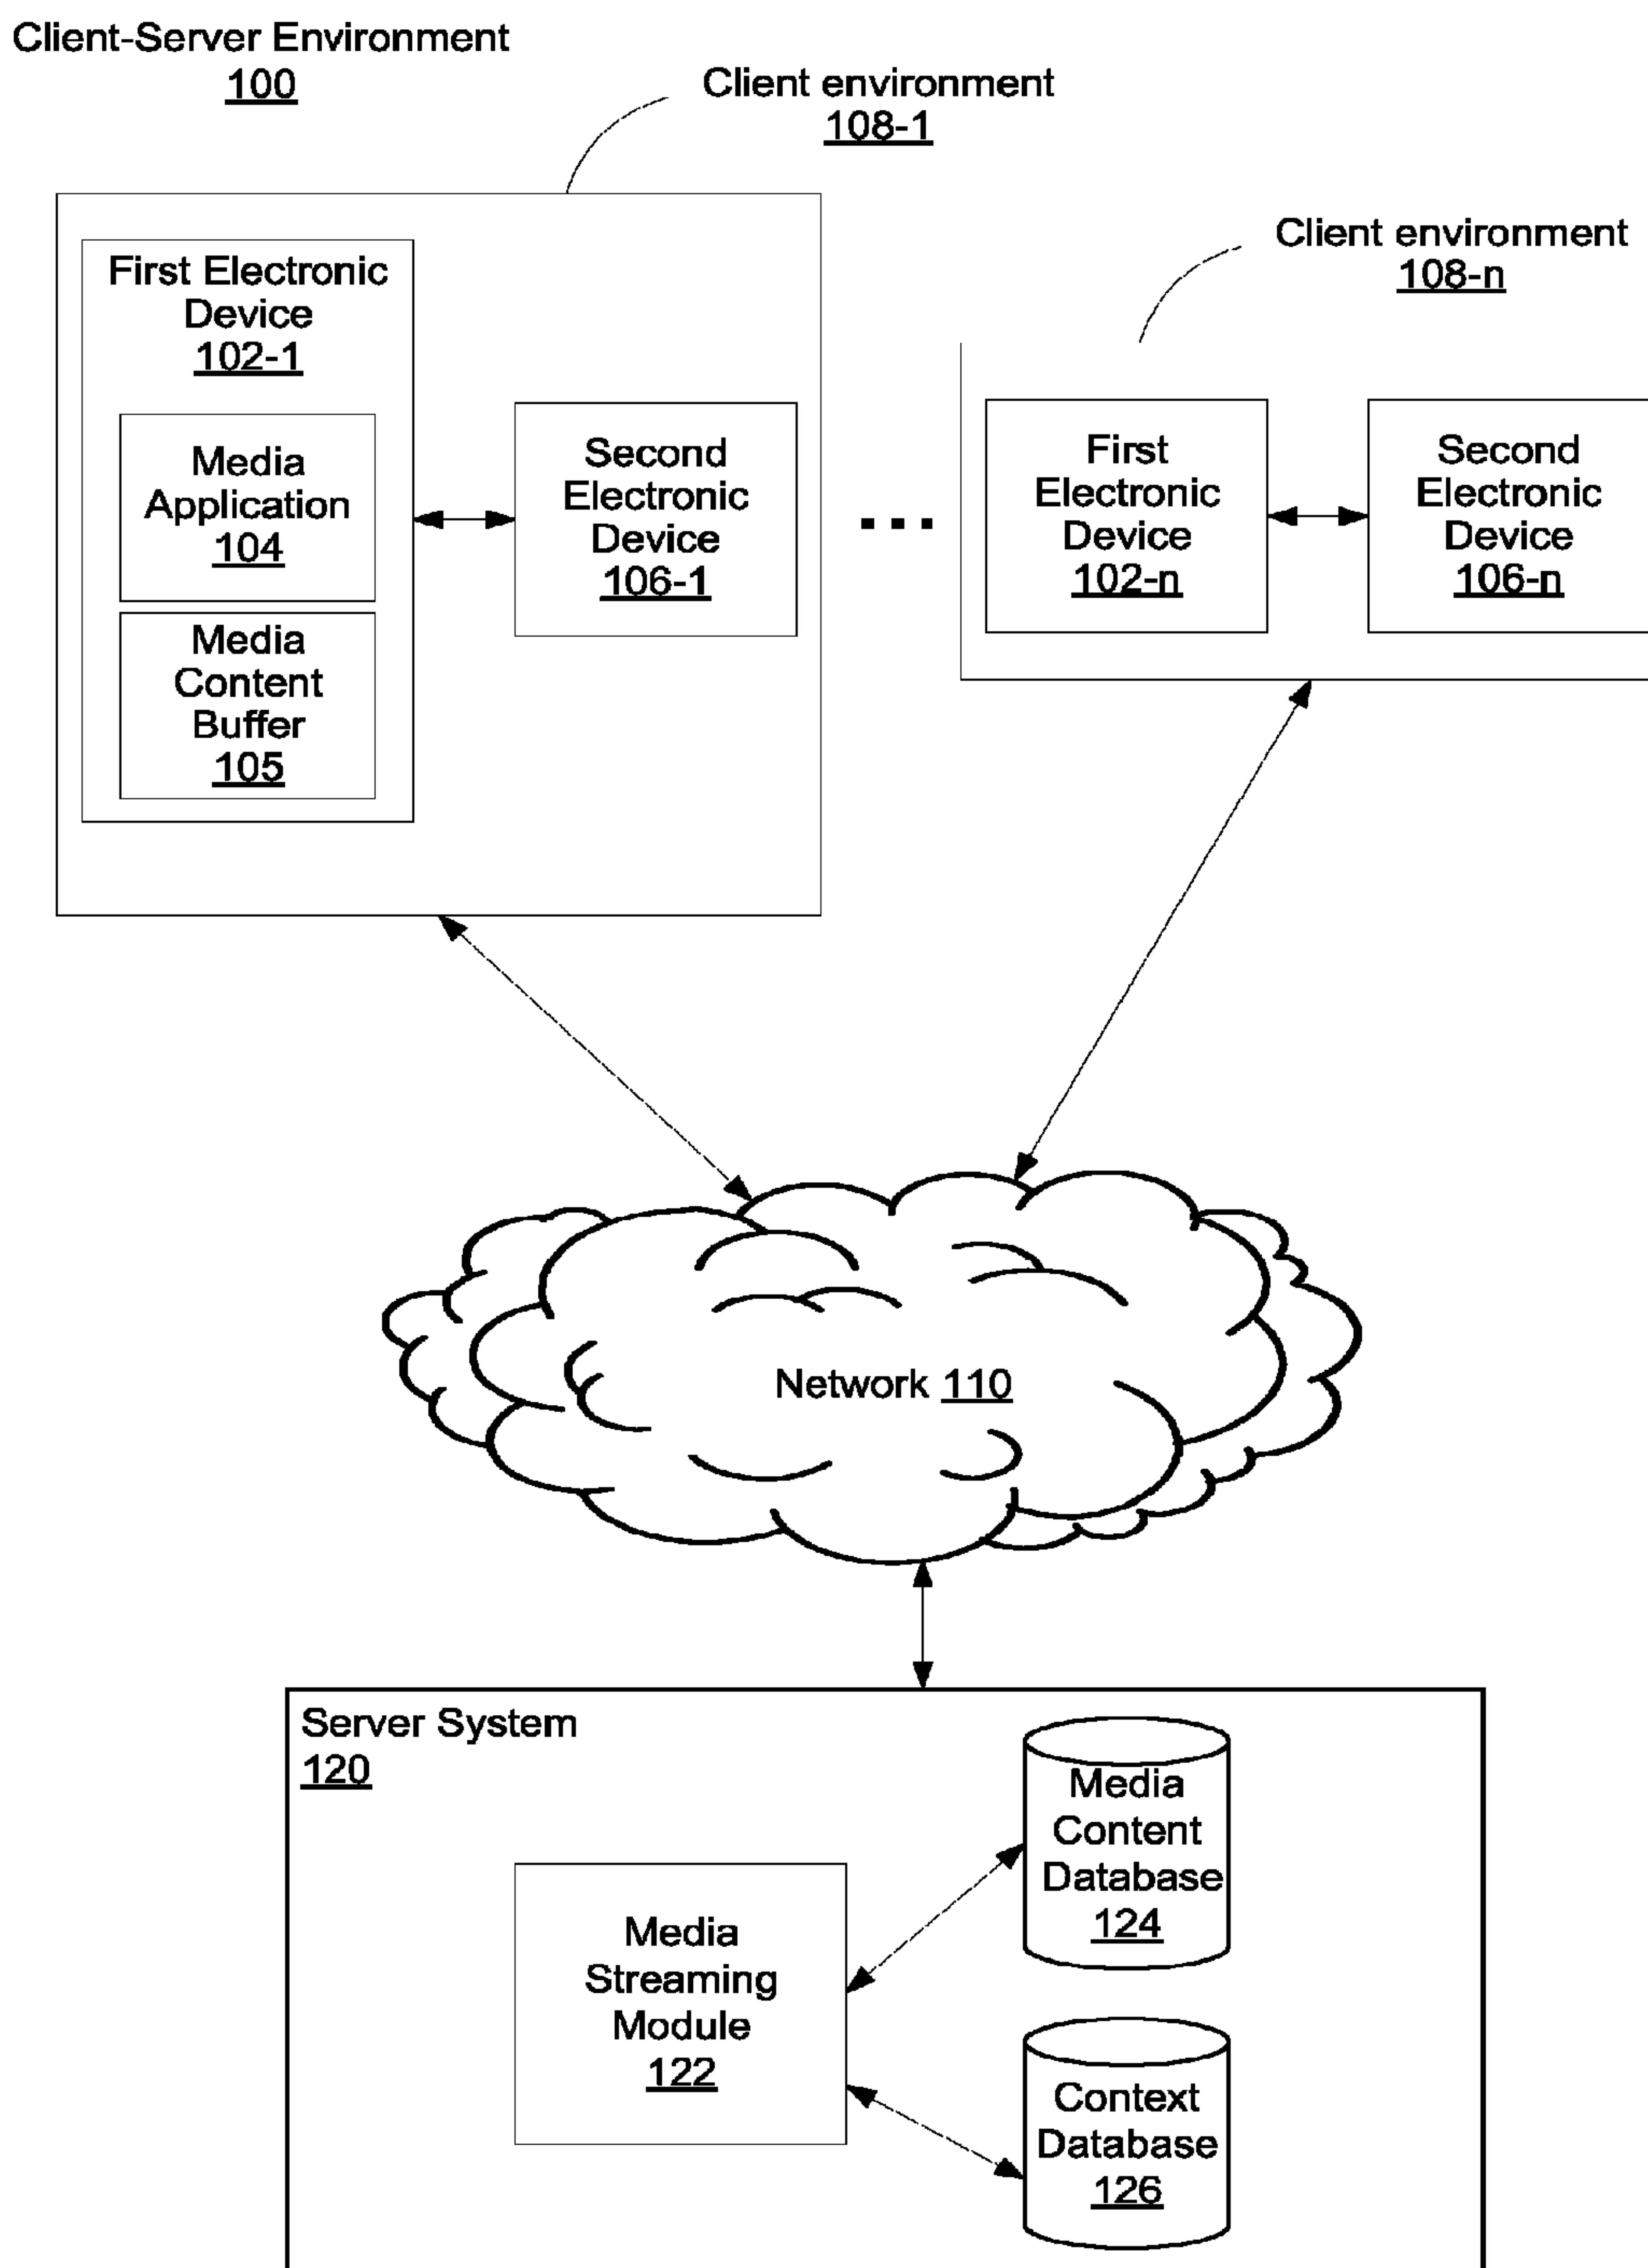 Client-Server Environment
100
Client environment
108-1
Client environment
108-n
First Electronic
Device
102-1
Media
Application
104
Media
Content
Buffer
105
Second
Electronic
Device
106-1
...
First
Electronic
Device
102-n
Second
Electronic
Device
106-n
Network 110
Server System
120
Media
Streaming
Module
122
Media
Content
Database
124
Context
Database
126